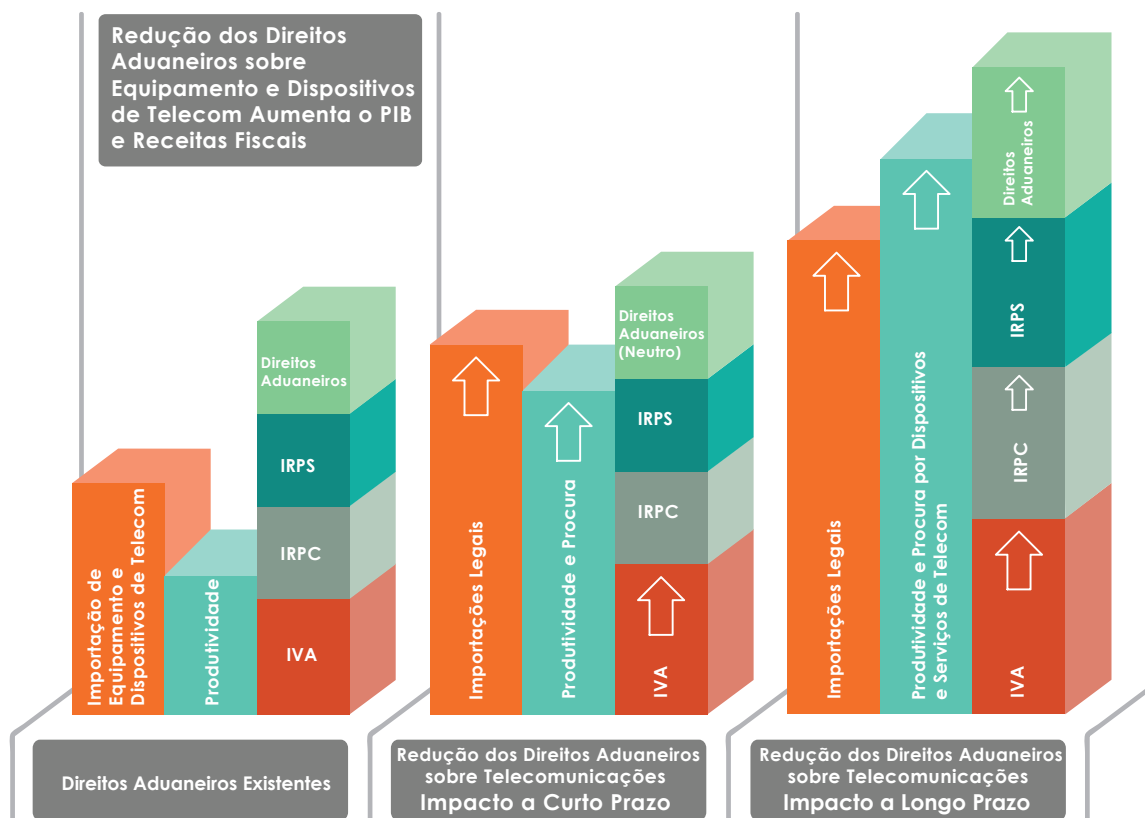 Redução dos Direitos
Aduaneiros sobre
Equipamento e Dispositivos
de Telecom Aumenta o PIB
e Receitas Fiscais
Importação de
Equipamento e
Dispositivos de Telecom
Produtividade
Direitos
Aduaneiros
IRPS
IRPC
IVA
Direitos Aduaneiros Existentes
Importações Legais
Produtividade e Procura
Direitos
Aduaneiros
(Neutro)
IRPS
IRPC
IVA
Redução dos Direitos Aduaneiros
sobre Telecomunicações
Impacto a Curto Prazo
Importações Legais
Produtividade e Procura por Dispositivos
e Serviços de Telecom
Direitos
Aduaneiros
IRPS
IRPC
IVA
Redução dos Direitos Aduaneiros
sobre Telecomunicações
Impacto a Longo Prazo